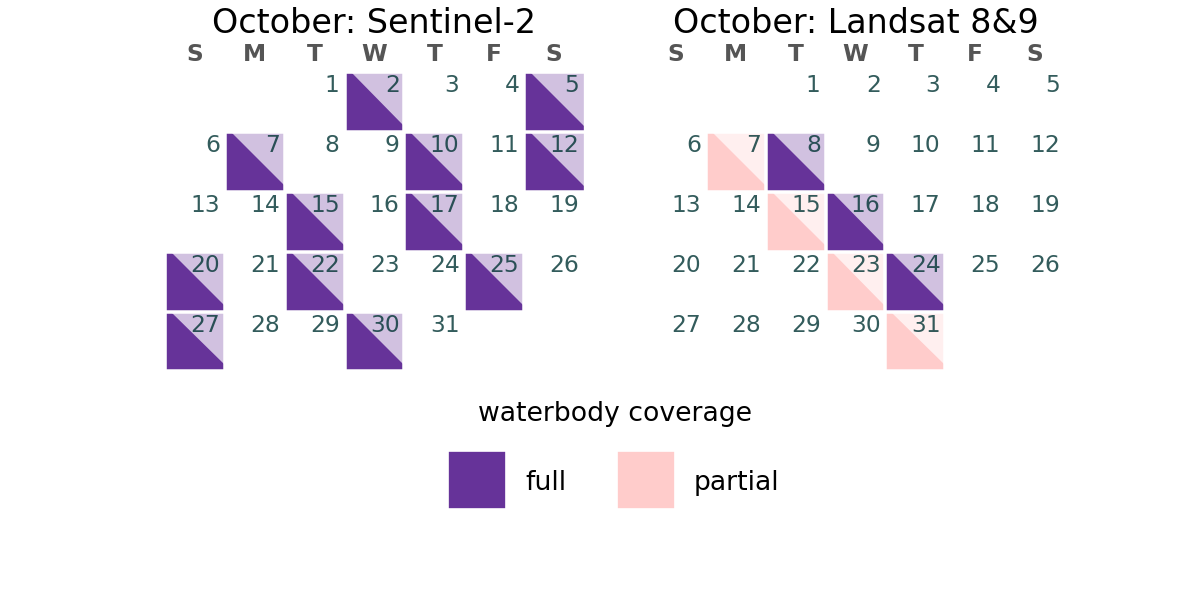 October: Sentinel-2
S M T W T F S
1 2 3 4 5
6 7 8 9 10 11 12
13 14 15 16 17 18 19
20 21 22 23 24 25 26
27 28 29 30 31
October: Landsat 8&9
S M T W T F S
1 2 3 4 5
6 7 8 9 10 11 12
13 14 15 16 17 18 19
20 21 22 23 24 25 26
27 28 29 30 31
waterbody coverage
full partial